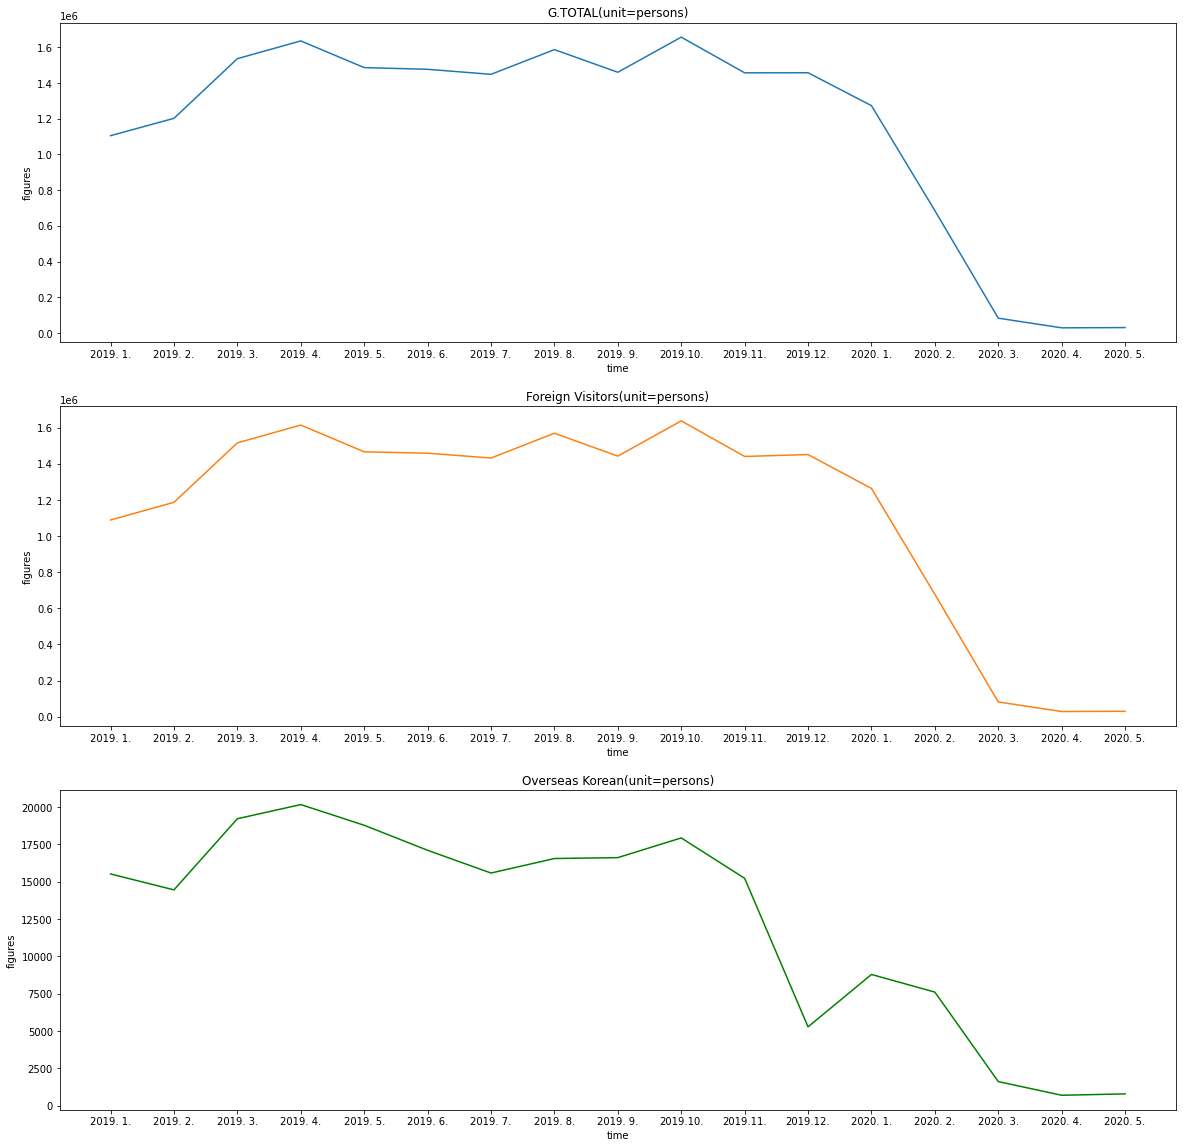 G.TOTAL(unit=persons)
1e6
1.6
1.4
1.2
1.0
0.8
0.6
0.4
0.2
0.0
figures
2019. 1. 2019. 2. 2019. 3. 2019. 4. 2019. 5. 2019. 6. 2019. 7. 2019. 8. 2019. 9. 2019.10. 2019.11. 2019.12. 2020. 1. 2020. 2. 2020. 3. 2020. 4. 2020. 5.
time
Foreign Visitors(unit=persons)
1e6
1.6
1.4
1.2
1.0
0.8
0.6
0.4
0.2
0.0
figures
2019. 1. 2019. 2. 2019. 3. 2019. 4. 2019. 5. 2019. 6. 2019. 7. 2019. 8. 2019. 9. 2019.10. 2019.11. 2019.12. 2020. 1. 2020. 2. 2020. 3. 2020. 4. 2020. 5.
time
Overseas Korean(unit=persons)
20000
17500
15000
12500
10000
7500
5000
2500
0
figures
2019. 1. 2019. 2. 2019. 3. 2019. 4. 2019. 5. 2019. 6. 2019. 7. 2019. 8. 2019. 9. 2019.10. 2019.11. 2019.12. 2020. 1. 2020. 2. 2020. 3. 2020. 4. 2020. 5.
time